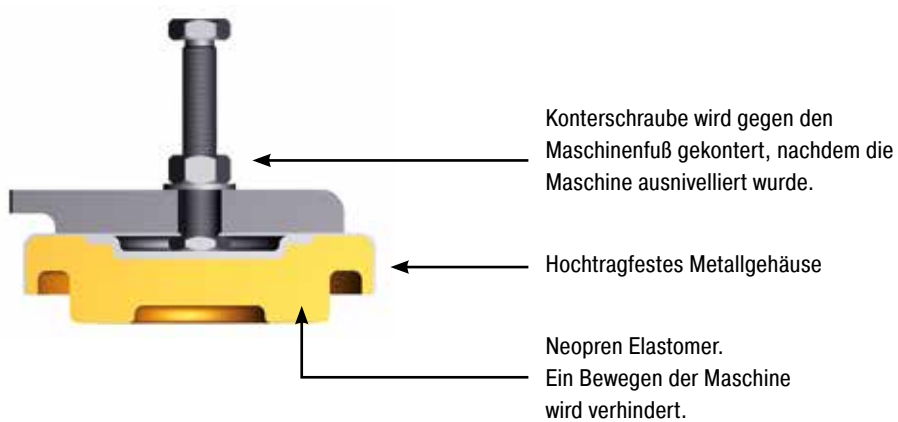 Konterschraube wird gegen den
Maschinenfuß gekontert, nachdem die
Maschine ausnivelliert wurde.
Hochtragfestes Metallgehäuse
Neopren Elastomer.
Ein Bewegen der Maschine
wird verhindert.